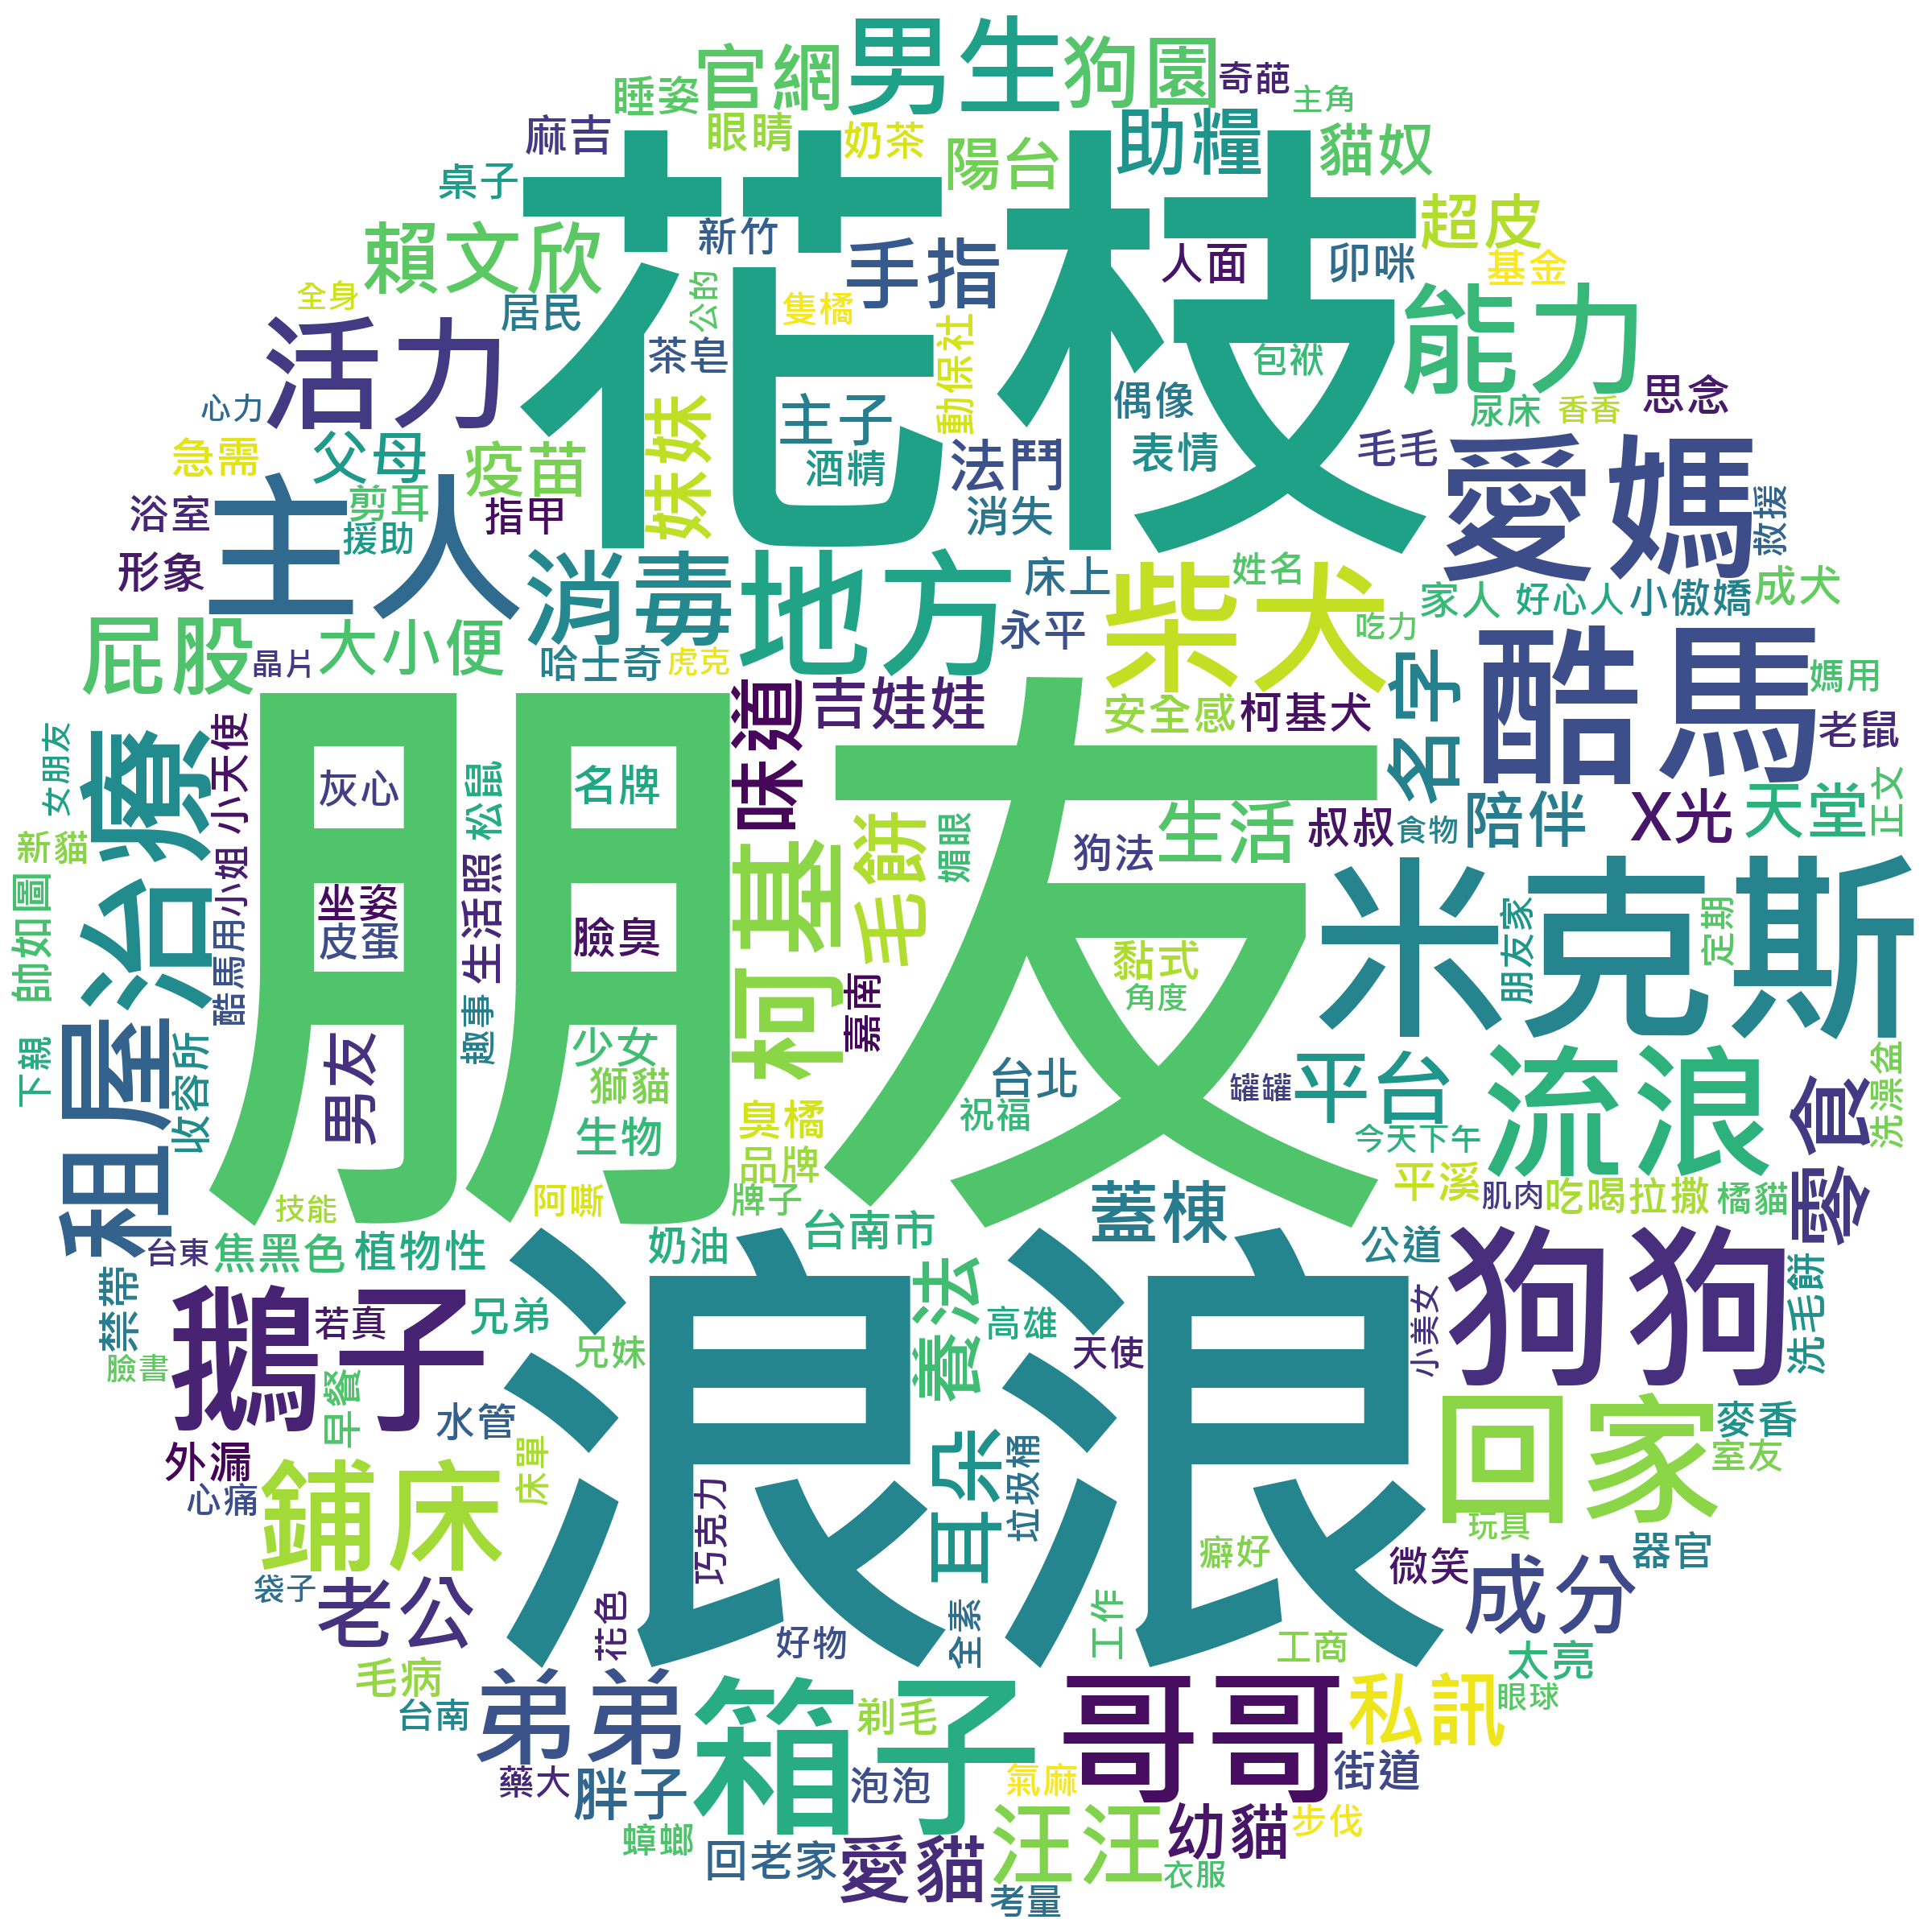 男生
官網
狗園
睡姿
奇葩
主角
麻吉
眼睛
奶茶
陽台
助糧
貓奴
桌子
花枝
超皮
賴文欣
新竹
手指
人面
卯咪
基金
全身
居民
公的
隻橘
活力
茶皂
動保社
包袱
能力
思念
心力
妹妹
主子
偶像
尿床
香香
急需
父母
疫苗
酒精
法鬥
表情
毛毛
愛媽
浴室
剪耳
指甲
消失
救援
援助
主人
形象
消毒
地方
床上
柴犬
姓名
家人
好心人
小傲嬌
成犬
屁股
大小便
永平
吃力
晶片
哈士奇
虎克
味道
吉娃娃
安全感
柯基犬
名字
酷馬
媽用
老鼠
女朋友
治療
小天使
朋友
灰心
松鼠
名牌
毛餅
媚眼
狗法
生活
叔叔
食物
陪伴
X光
天堂
正文
新貓
小姐
生活照
柯基
帥如圖
坐姿
皮蛋
臉臭
米克斯
朋友家
定期
酷馬用
黏式
角度
嘉南
趣事
下親
租屋
收容所
男友
少女
獅貓
生物
臭橘
品牌
牌子
台北
祝福
罐罐
平台
流浪
零食
洗澡盆
今天下午
平溪
肌肉
吃喝拉撒
橘貓
技能
阿嘶
蓋棟
台東
焦黑色
植物性
奶油
台南市
公道
狗狗
禁帶
鵝子
若真
兄弟
浪浪
養法
高雄
天使
小美女
洗毛餅
臉書
兄妹
早餐
水管
回家
麥香
室友
外漏
心痛
鋪床
床單
巧克力
耳朵
垃圾桶
癖好
玩具
微笑
器官
袋子
老公
花色
好物
全素
工作
工商
成分
太亮
眼球
毛病
台南
弟弟
箱子
剃毛
哥哥
私訊
藥大
胖子
泡泡
氣麻
街道
蟑螂
回老家
愛貓
汪汪
幼貓
步伐
衣服
考量